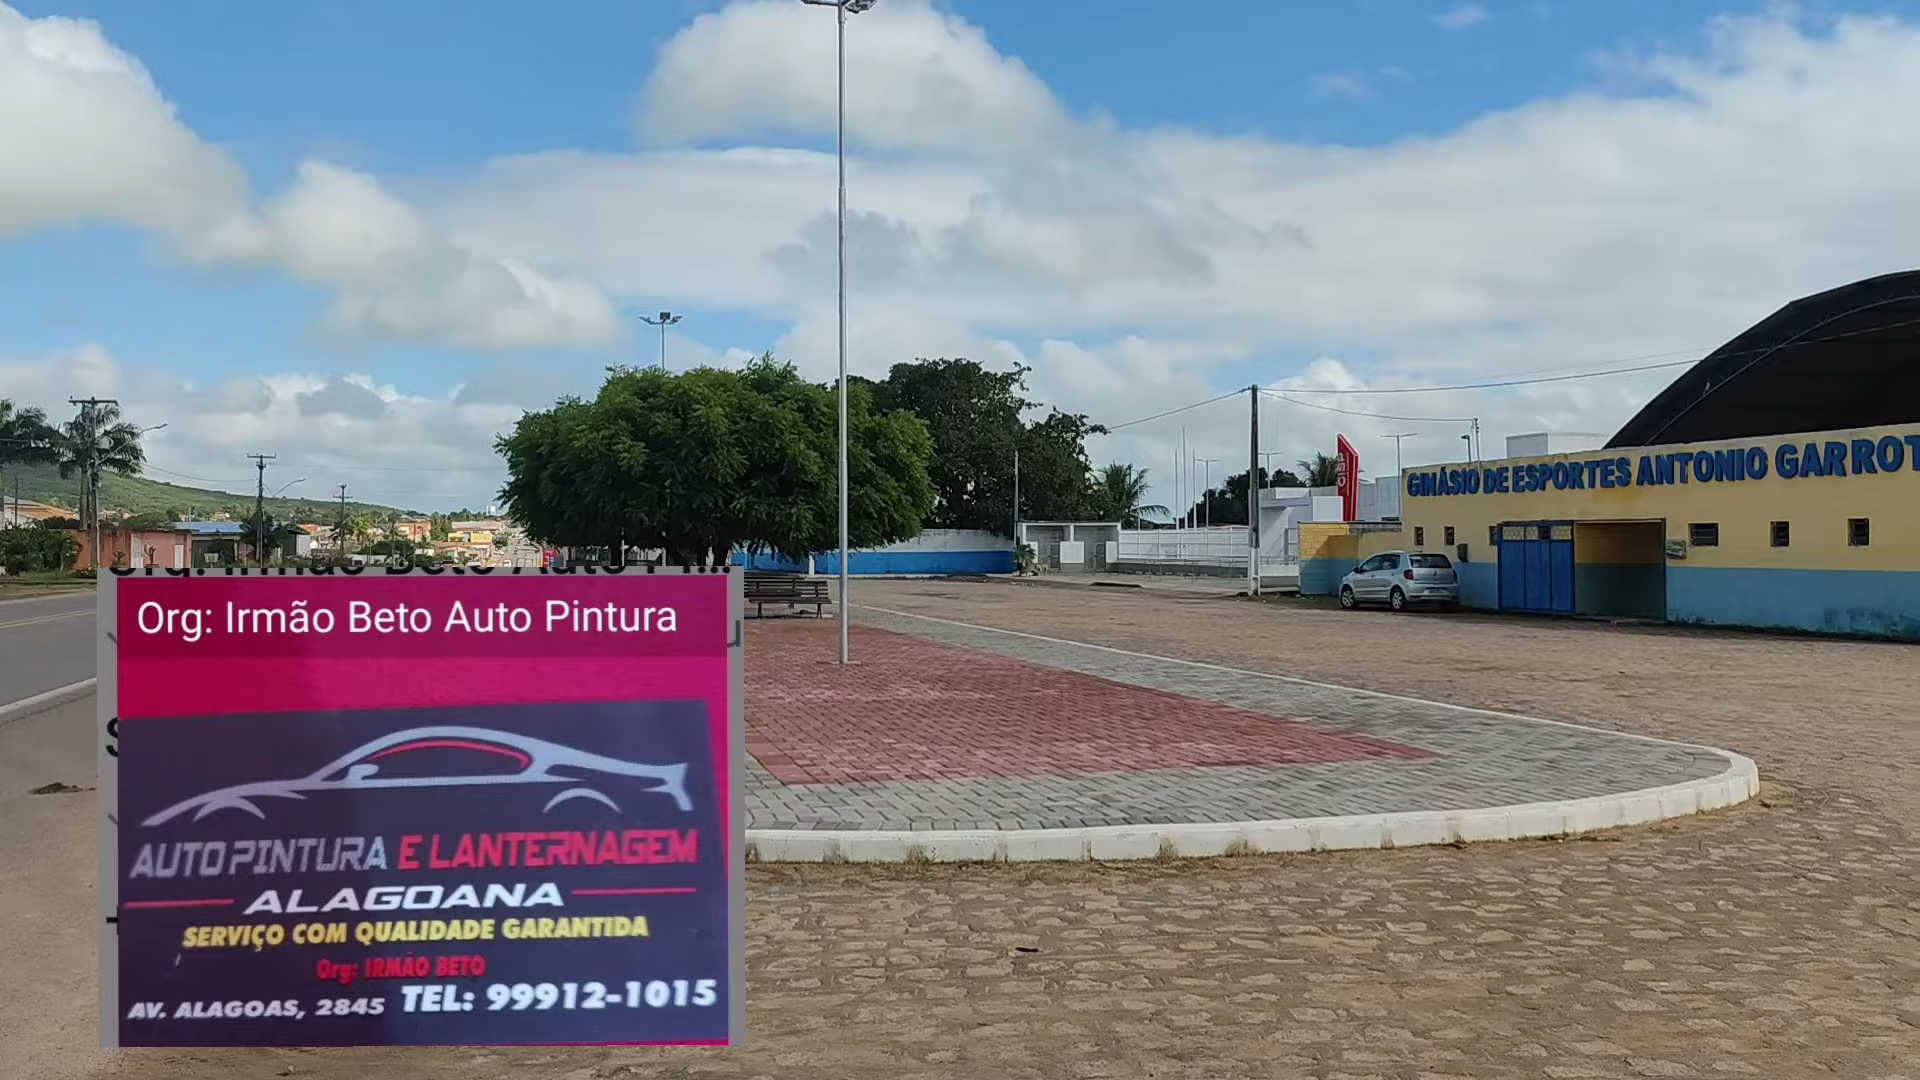 GINÁSIO DE ESPORTES ANTONIO GARROT
Org: Irmão Beto Auto Pintura
AUTO PINTURA E LANTERNAGEM
ALAGOANA
SERVIÇO COM QUALIDADE GARANTIDA
Org: IRMÃO BETO
AV. ALAGOAS, 2845 TEL: 99912-1015